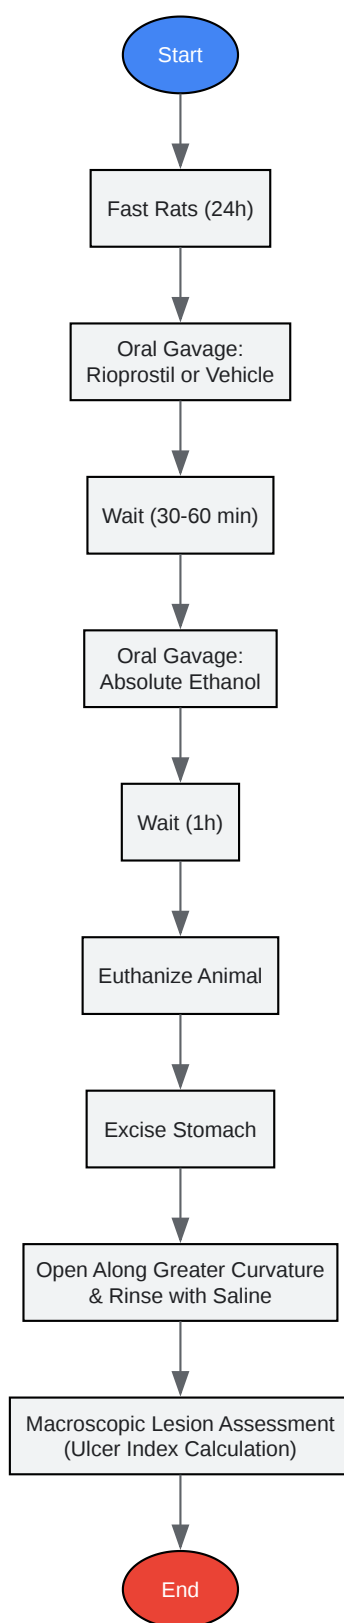 Start
Fast Rats (24h)
Oral Gavage:
Rioprostil or Vehicle
Wait (30-60 min)
Oral Gavage:
Absolute Ethanol
Wait (1h)
Euthanize Animal
Excise Stomach
Open Along Greater Curvature
& Rinse with Saline
Macroscopic Lesion Assessment
(Ulcer Index Calculation)
End